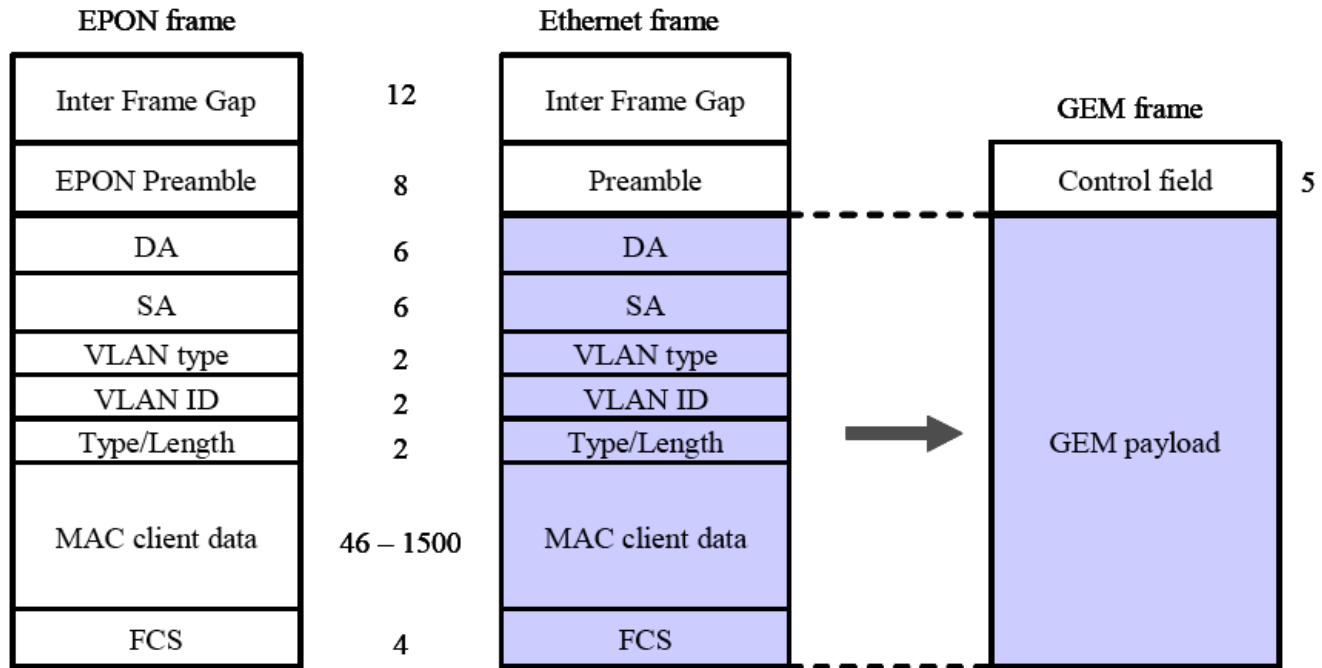 EPON frame
Inter Frame Gap
EPON Preamble
DA
SA
VLAN type
VLAN ID
Type/Length
MAC client data
FCS
12
8
6
6
2
2
2
46 – 1500
4
Ethernet frame
Inter Frame Gap
Preamble
DA
SA
VLAN type
VLAN ID
Type/Length
MAC client data
FCS
GEM frame
Control field
5
GEM payload